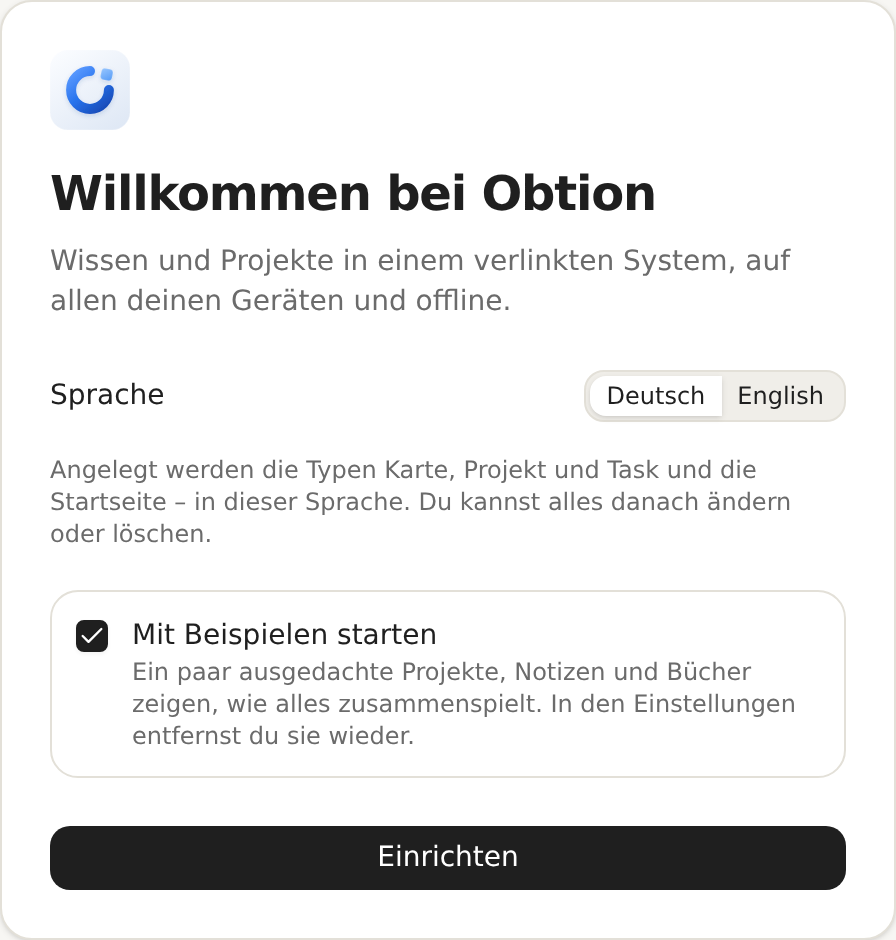 Willkommen bei Obtion
Wissen und Projekte in einem verlinkten System, auf
allen deinen Geräten und offline.
Sprache
Deutsch
English
Angelegt werden die Typen Karte, Projekt und Task und die
Startseite – in dieser Sprache. Du kannst alles danach ändern
oder löschen.
Mit Beispielen starten
Ein paar ausgedachte Projekte, Notizen und Bücher
zeigen, wie alles zusammenspielt. In den Einstellungen
entfernst du sie wieder.
Einrichten